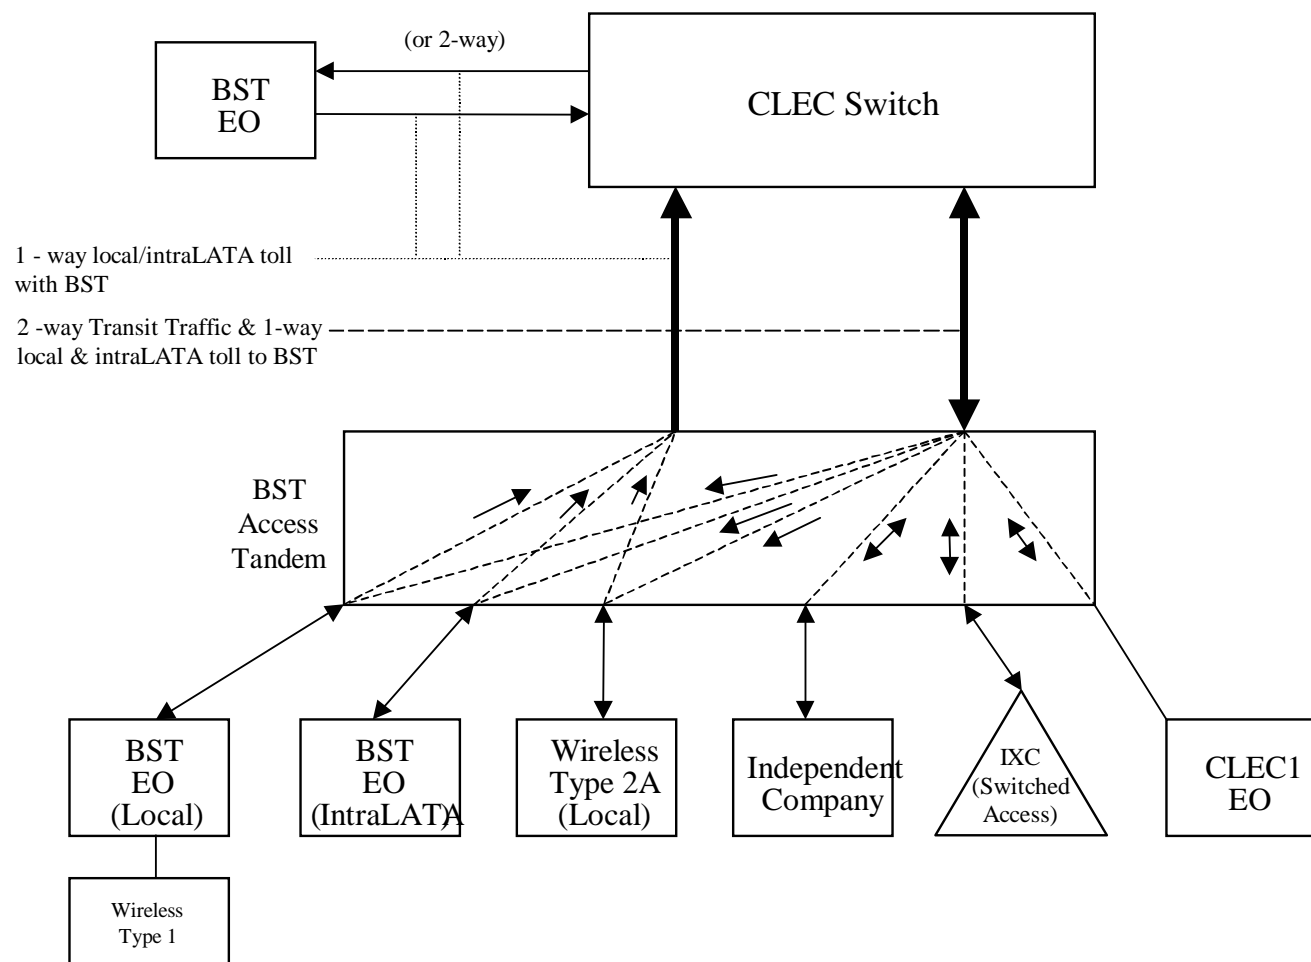 (or 2-way)
BST
EO
CLEC Switch
1 - way local/intraLATA toll
with BST
2 -way Transit Traffic & 1-way
local & intraLATA toll to BST
BST
Access
Tandem
BST
EO
(Local)
BST
EO
(IntraLATA)
Wireless
Type 2A
(Local)
Independent
Company
IXC
(Switched
Access)
CLEC1
EO
Wireless
Type 1